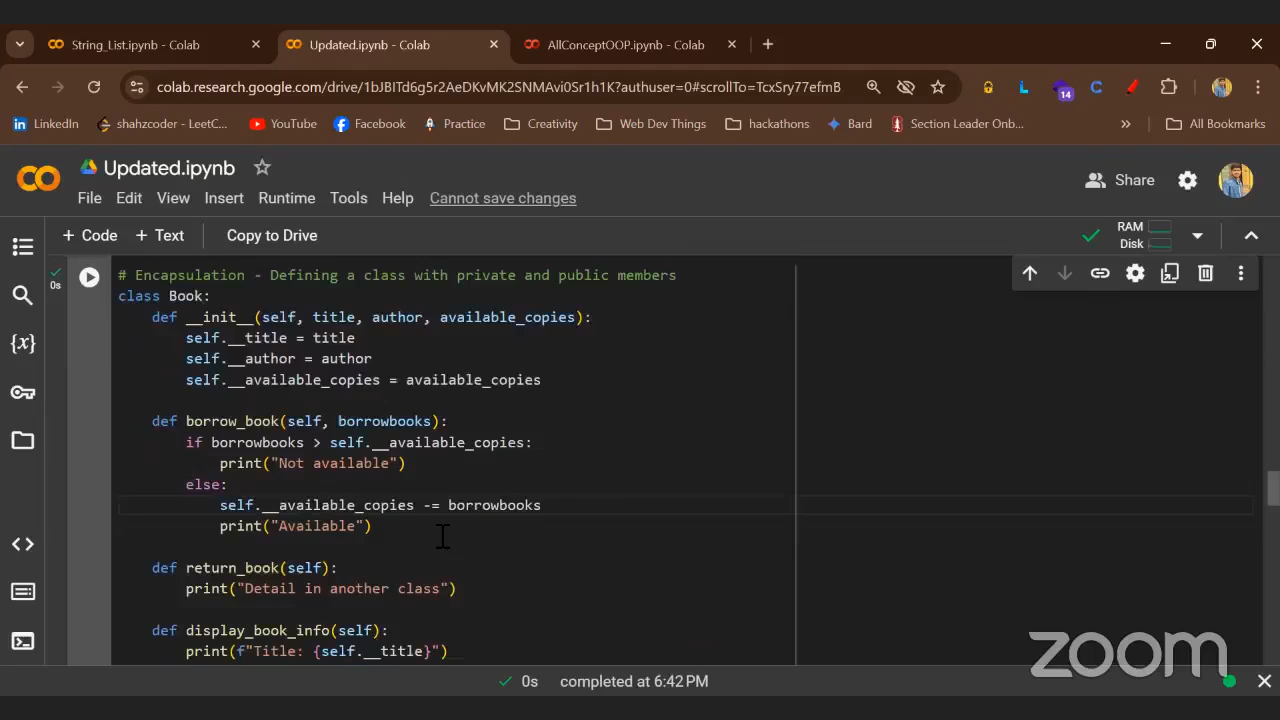 String_List.ipynb - Colab
Updated.ipynb - Colab
AllConceptOOP.ipynb - Colab
colab.research.google.com/drive/1bJBlTd6g5r2AeDKvMK2SNMAvi0Sr1h1K?authuser=0#scrollTo=TcxSry77efmB
14
LinkedIn
shahzcoder - LeetC...
YouTube
Facebook
Practice
Creativity
Web Dev Things
hackathons
Bard
Section Leader Onb...
All Bookmarks
Updated.ipynb
File Edit View Insert Runtime Tools Help Cannot save changes
Share
+ Code + Text Copy to Drive
RAM
Disk
0s
# Encapsulation - Defining a class with private and public members
class Book:
def __init__(self, title, author, available_copies):
self.__title = title
self.__author = author
self.__available_copies = available_copies
def borrow_book(self, borrowbooks):
if borrowbooks > self.__available_copies:
print("Not available")
else:
self.__available_copies -= borrowbooks
print("Available")
def return_book(self):
print("Detail in another class")
def display_book_info(self):
print(f"Title: {self.__title}")
0s completed at 6:42 PM
zoom